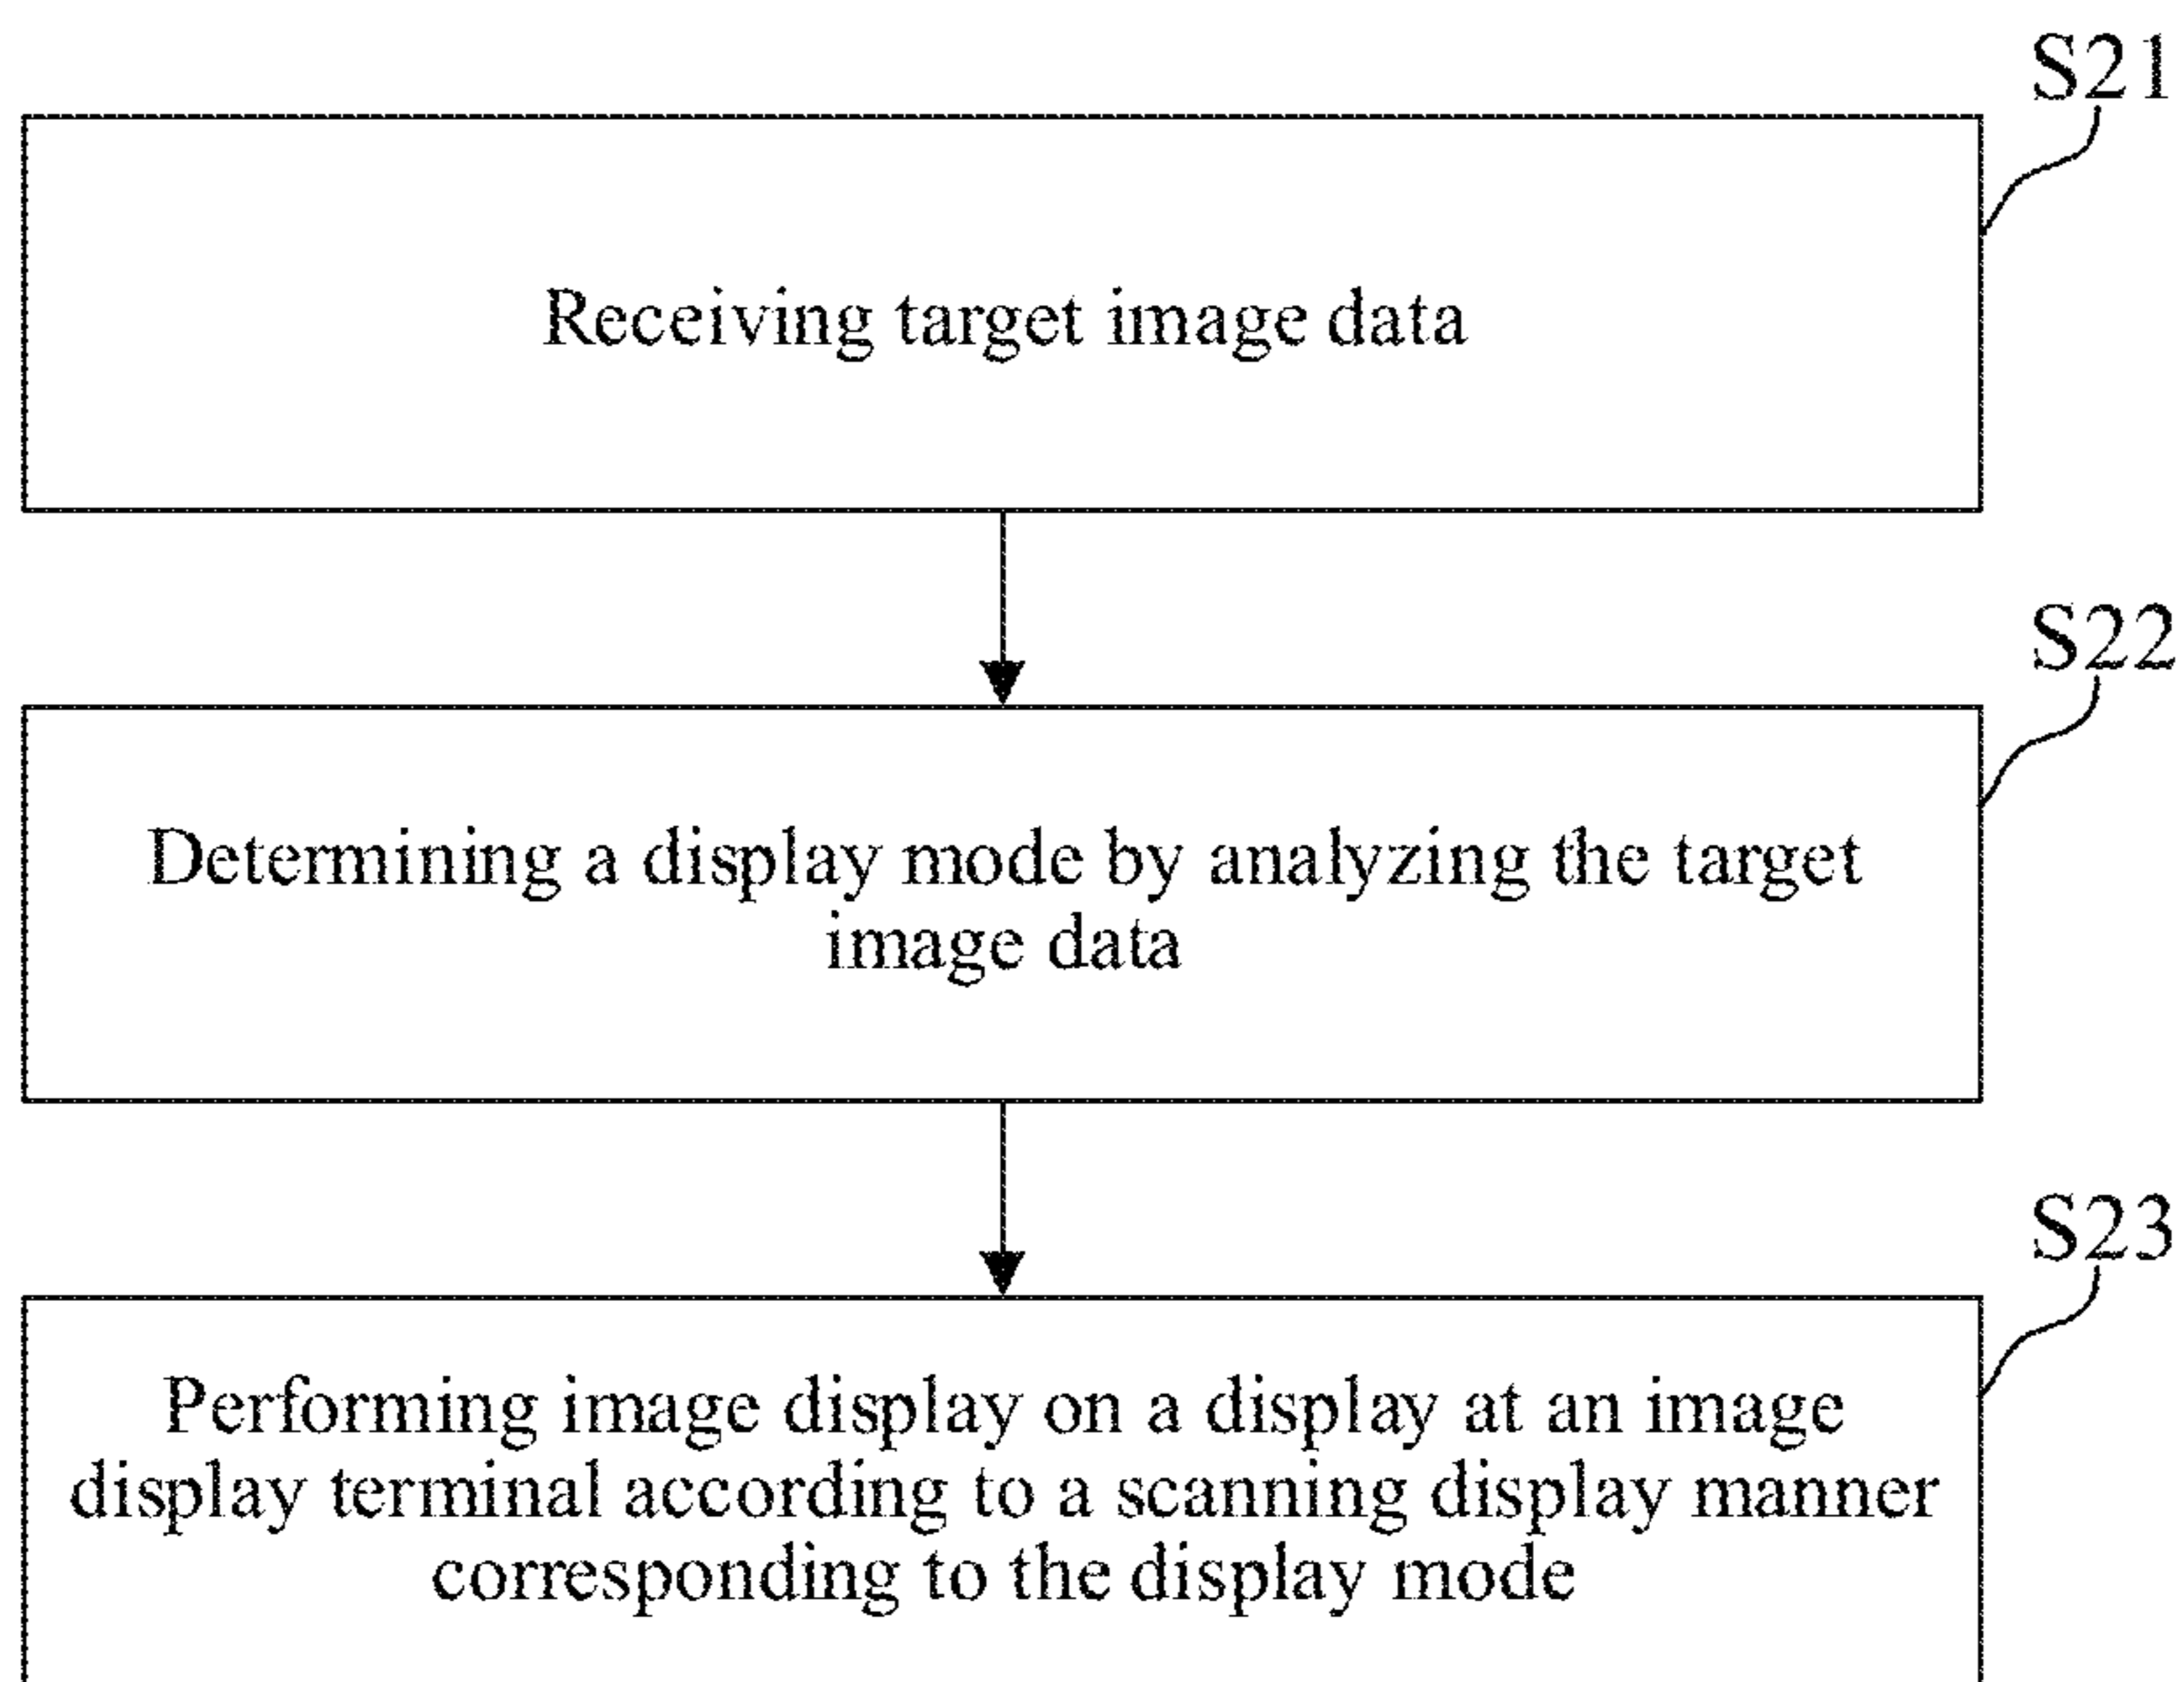 S21
Receiving target image data
S22
Determining a display mode by analyzing the target
image data
S23
Performing image display on a display at an image
display terminal according to a scanning display manner
corresponding to the display mode